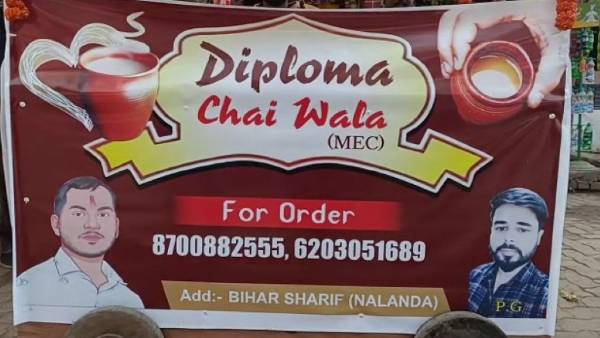 Diploma
Chai Wala
(MEC)
For Order
8700882555, 6203051689
Add:- BIHAR SHARIF (NALANDA)
P.G